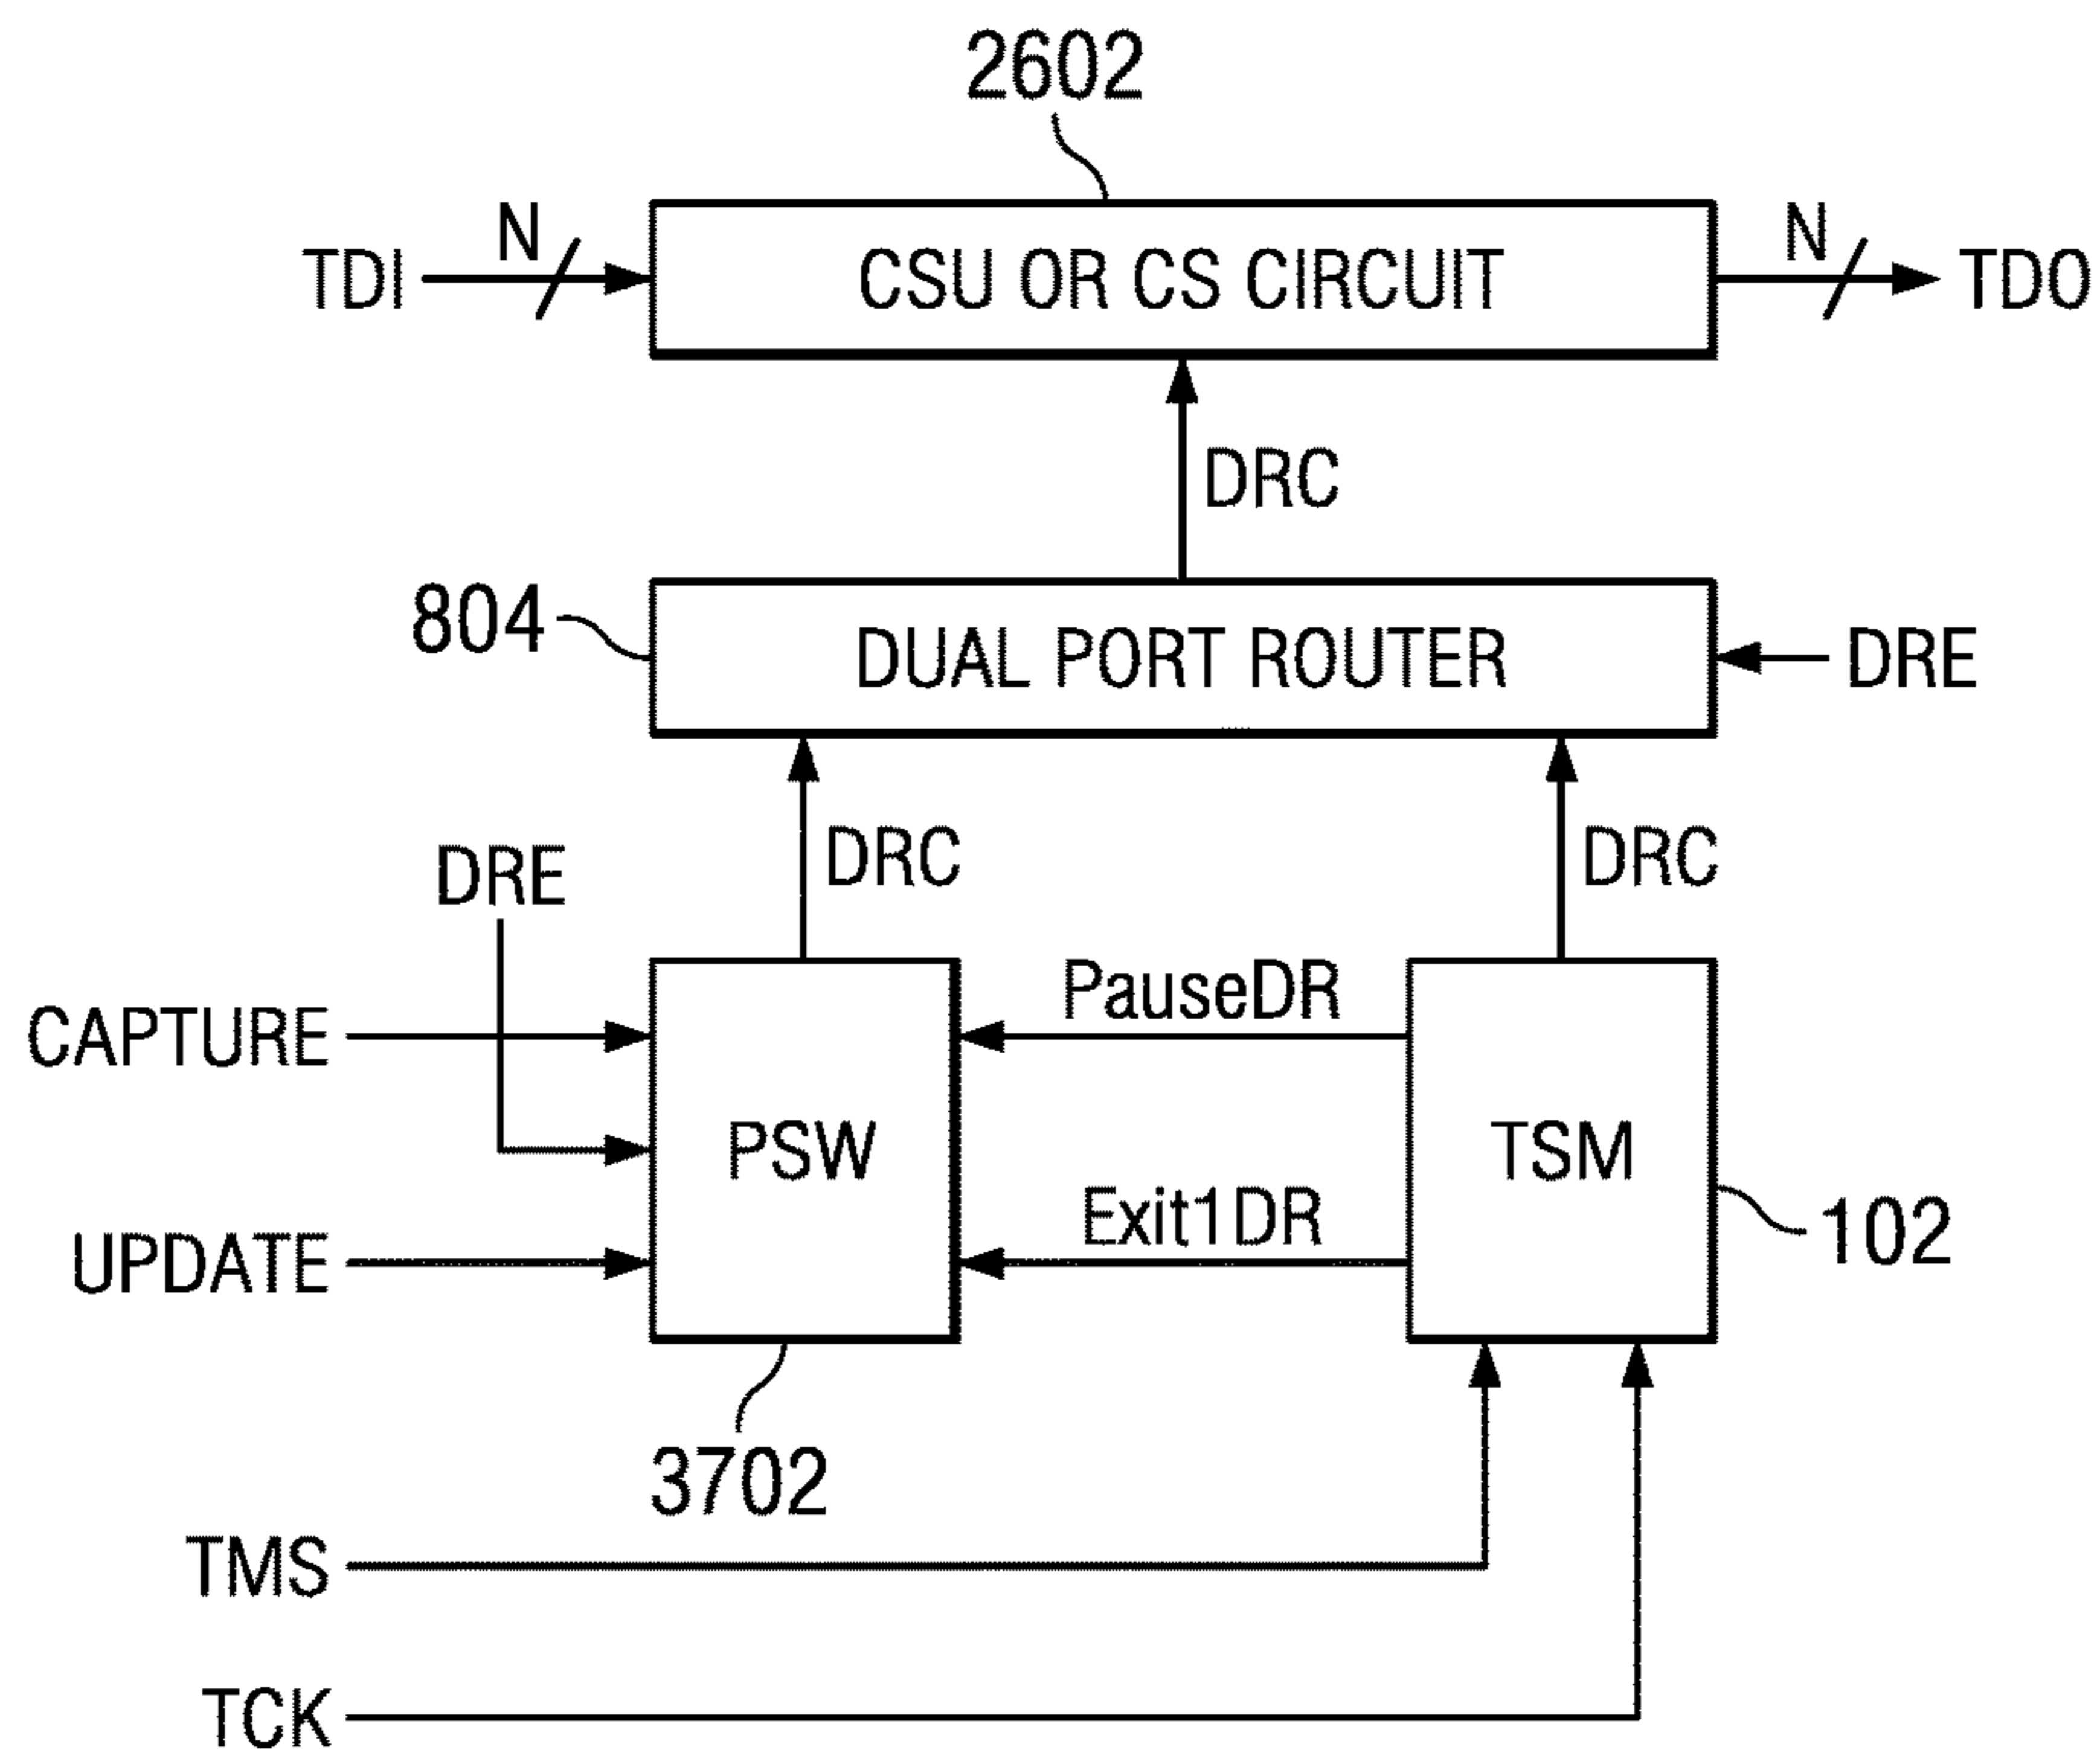 2602
N
N
TDI
CSU OR CS CIRCUIT
TDO
DRC
804
DUAL PORT ROUTER
DRE
DRC
DRC
DRE
PauseDR
CAPTURE
PSW
TSM
Exit1DR
UPDATE
102
3702
TMS
TCK